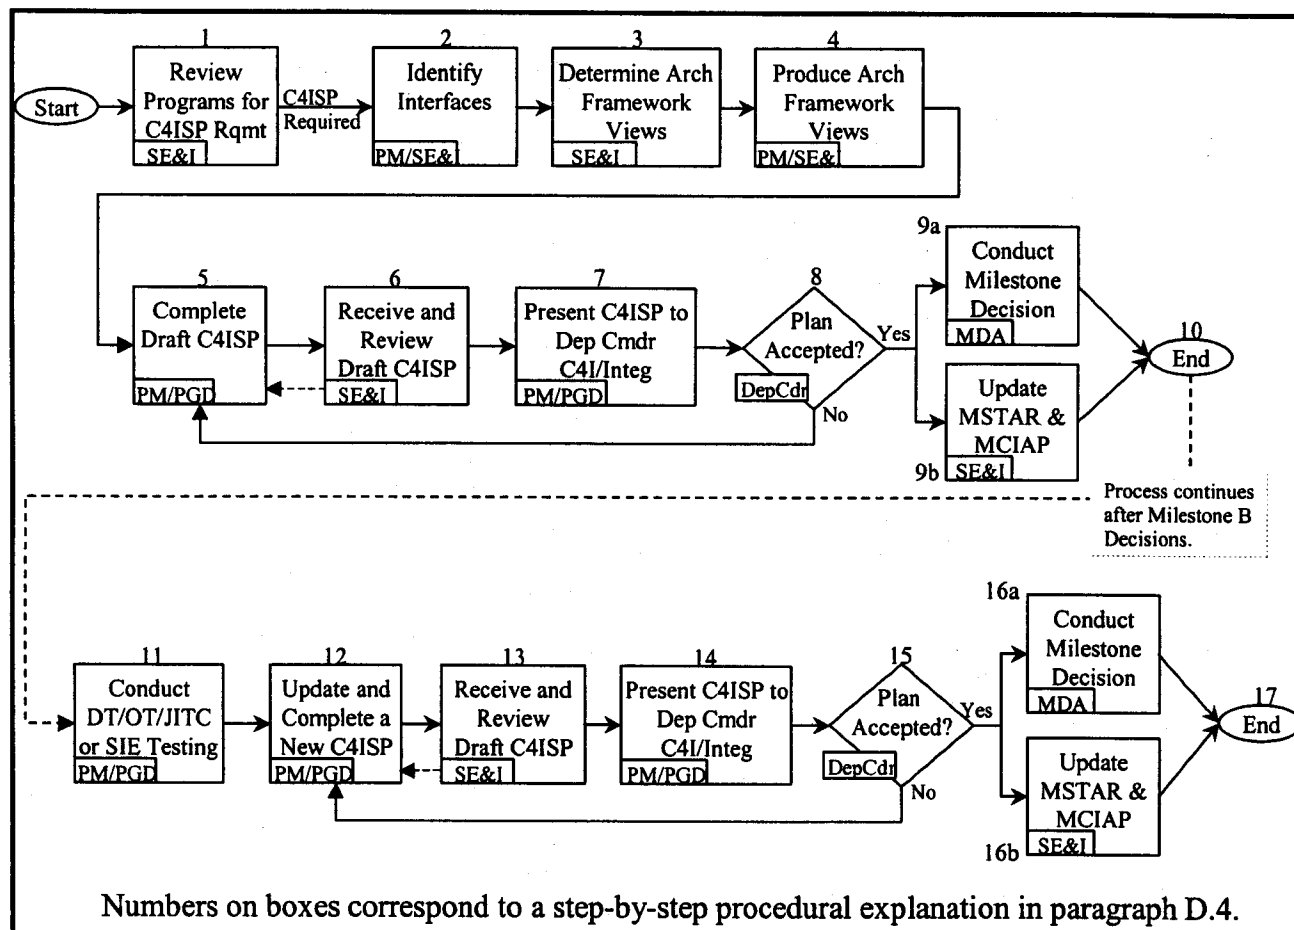 1
2
3
4
Start
Review
Programs for
C4ISP Rqmt
SE&I
C4ISP
Required
Identify
Interfaces
PM/SE&I
Determine Arch
Framework
Views
SE&I
Produce Arch
Framework
Views
PM/SE&I
5
Complete
Draft C4ISP
PM/PGD
6
Receive and
Review
Draft C4ISP
SE&I
7
Present C4ISP to
Dep Cmdr
C4I/Integ
PM/PGD
8
Plan
Accepted?
DepCdr
Yes
No
9a
Conduct
Milestone
Decision
MDA
Update
MSTAR &
MCIAP
SE&I
9b
10
End
Process continues
after Milestone B
Decisions.
11
Conduct
DT/OT/JITC
or SIE Testing
PM/PGD
12
Update and
Complete a
New C4ISP
PM/PGD
13
Receive and
Review
Draft C4ISP
SE&I
14
Present C4ISP to
Dep Cmdr
C4I/Integ
PM/PGD
15
Plan
Accepted?
DepCdr
Yes
No
16a
Conduct
Milestone
Decision
MDA
Update
MSTAR &
MCIAP
SE&I
16b
17
End
Numbers on boxes correspond to a step-by-step procedural explanation in paragraph D.4.